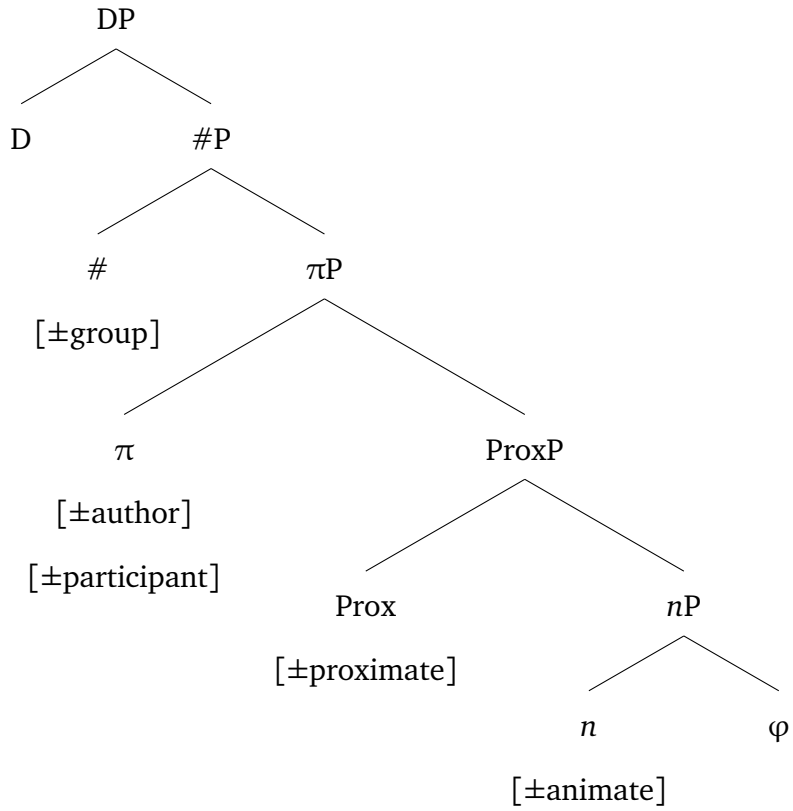 DP
D #P
# πP
[±group]
π ProxP
[±author]
[±participant]
Prox nP
[±proximate]
n φ
[±animate]